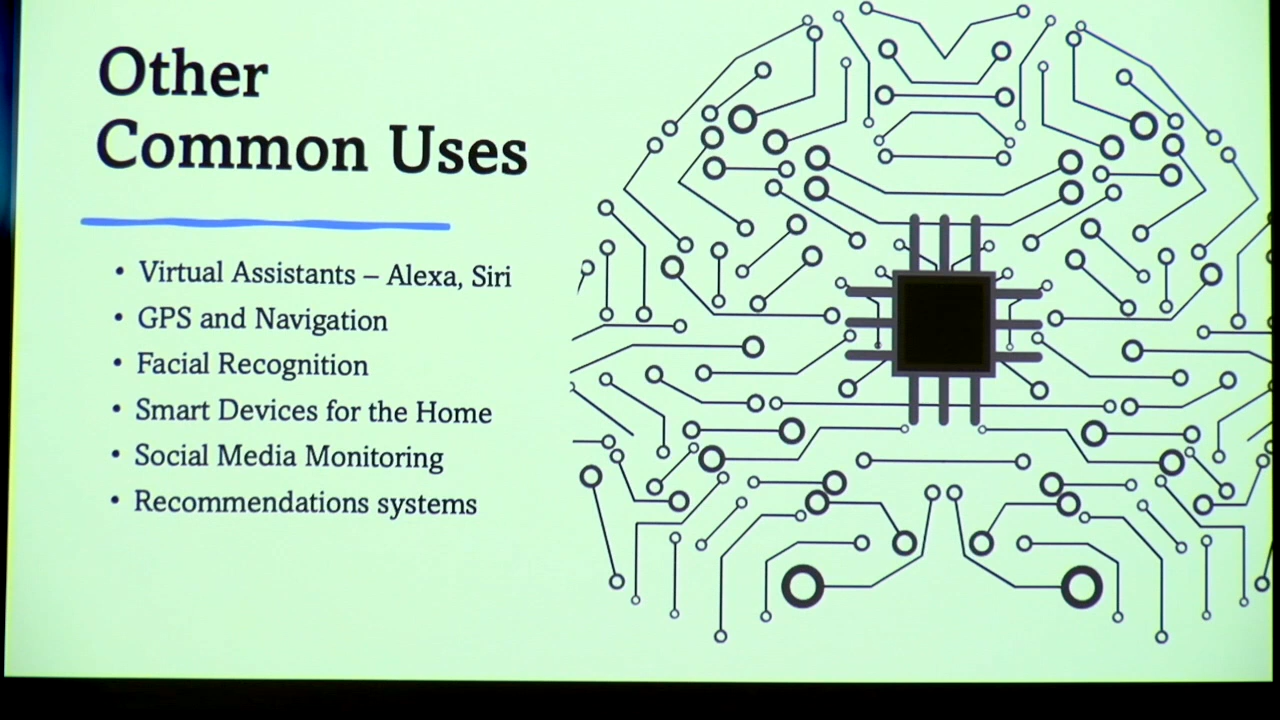 Other
Common Uses
• Virtual Assistants – Alexa, Siri
• GPS and Navigation
• Facial Recognition
• Smart Devices for the Home
• Social Media Monitoring
• Recommendations systems